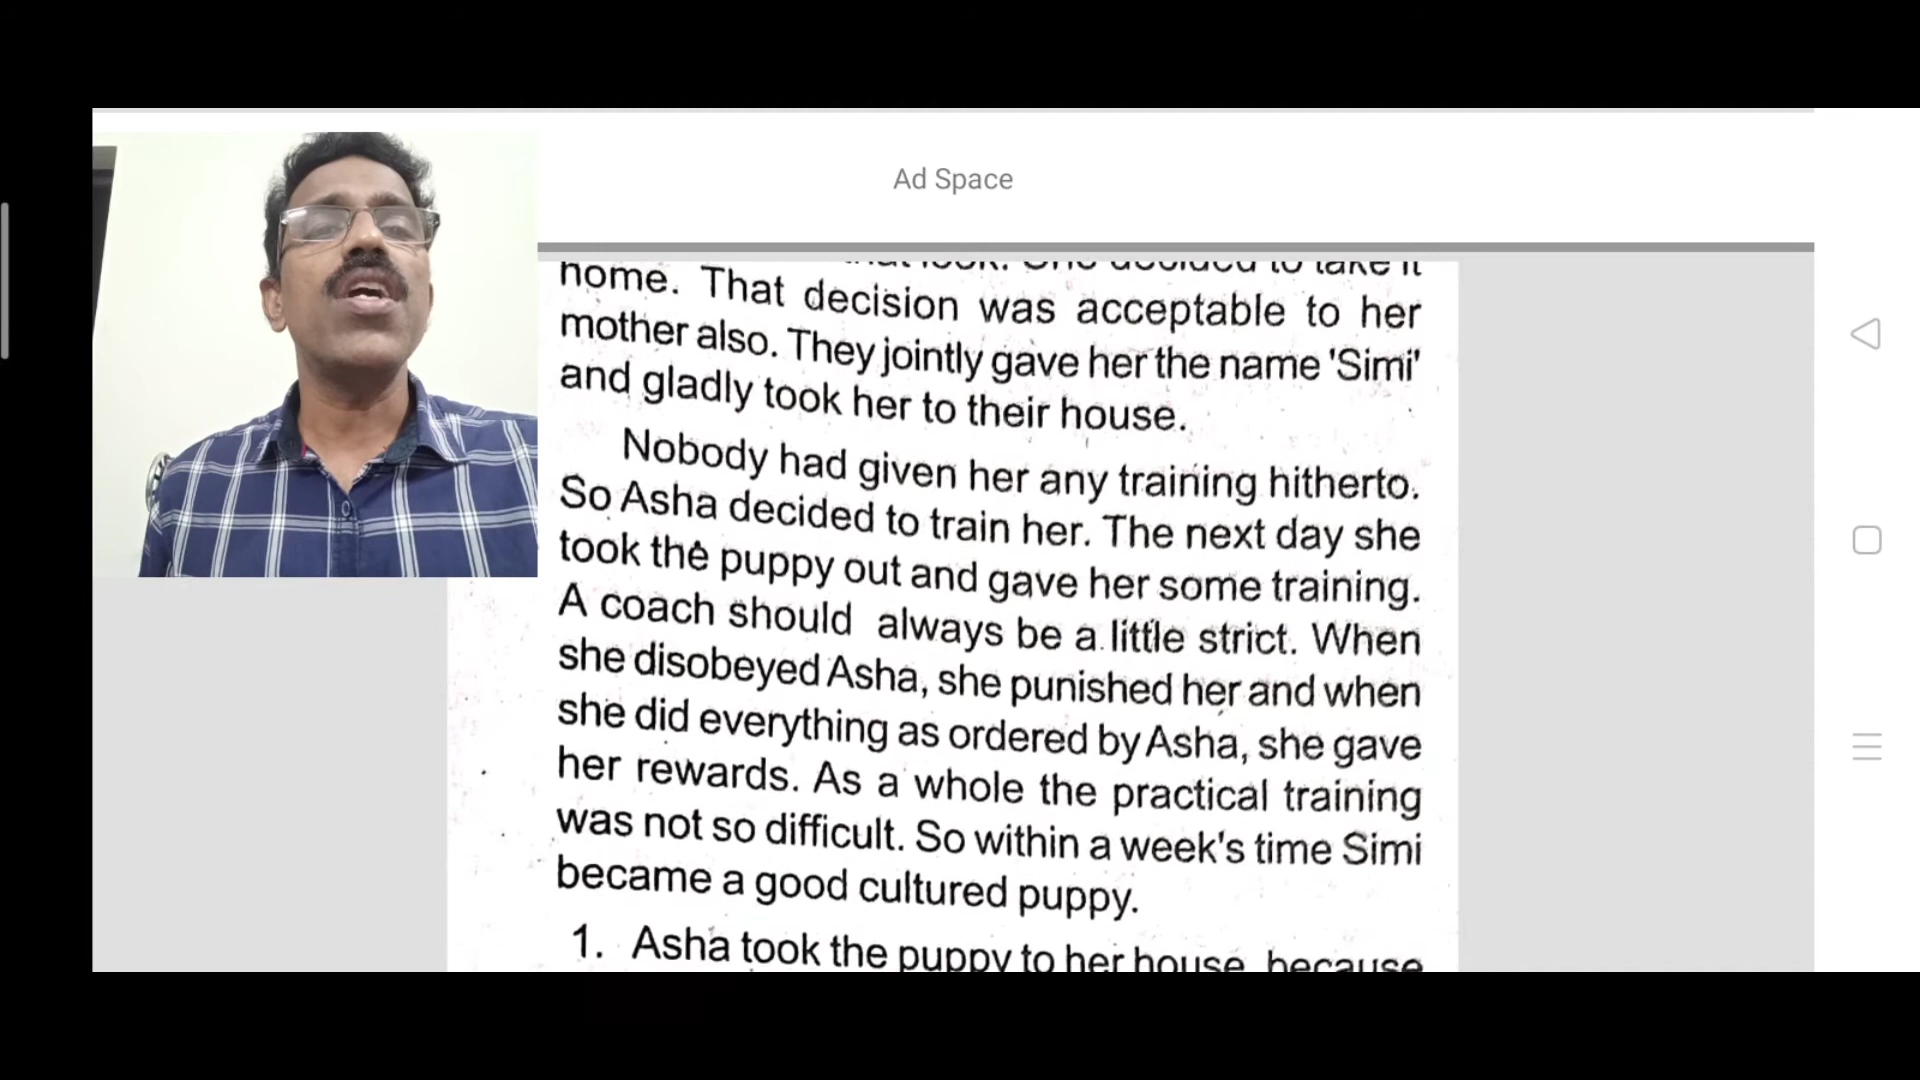 Ad Space
take it
home. That decision was acceptable to her
mother also. They jointly gave her the name 'Simi'
and gladly took her to their house.
Nobody had given her any training hitherto.
So Asha decided to train her. The next day she
took the puppy out and gave her some training.
A coach should always be a little strict. When
she disobeyed Asha, she punished her and when
she did everything as ordered by Asha, she gave
her rewards. As a whole the practical training
was not so difficult. So within a week's time Simi
became a good cultured puppy.
1. Asha took the puppy to her house, because